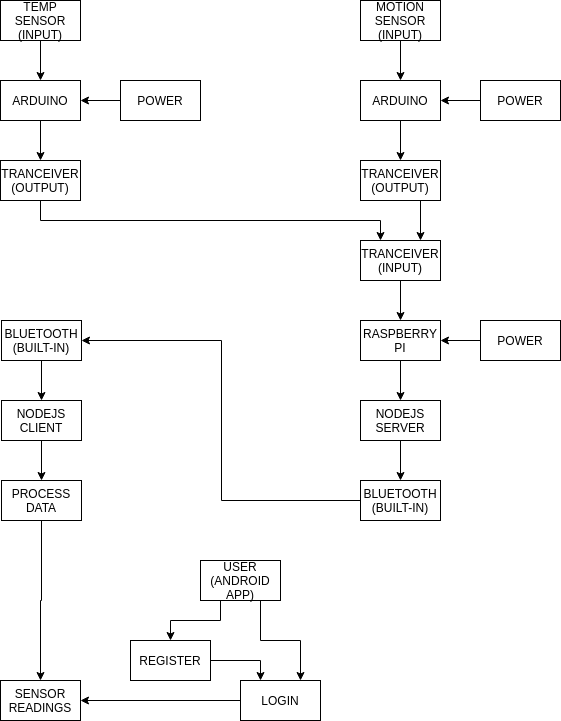 TEMP
SENSOR
(INPUT)
MOTION
SENSOR
(INPUT)
ARDUINO
POWER
ARDUINO
POWER
TRANCEIVER
(OUTPUT)
TRANCEIVER
(OUTPUT)
TRANCEIVER
(INPUT)
BLUETOOTH
(BUILT-IN)
RASPBERRY
PI
POWER
NODEJS
CLIENT
NODEJS
SERVER
PROCESS
DATA
BLUETOOTH
(BUILT-IN)
USER
(ANDROID
APP)
REGISTER
SENSOR
READINGS
LOGIN